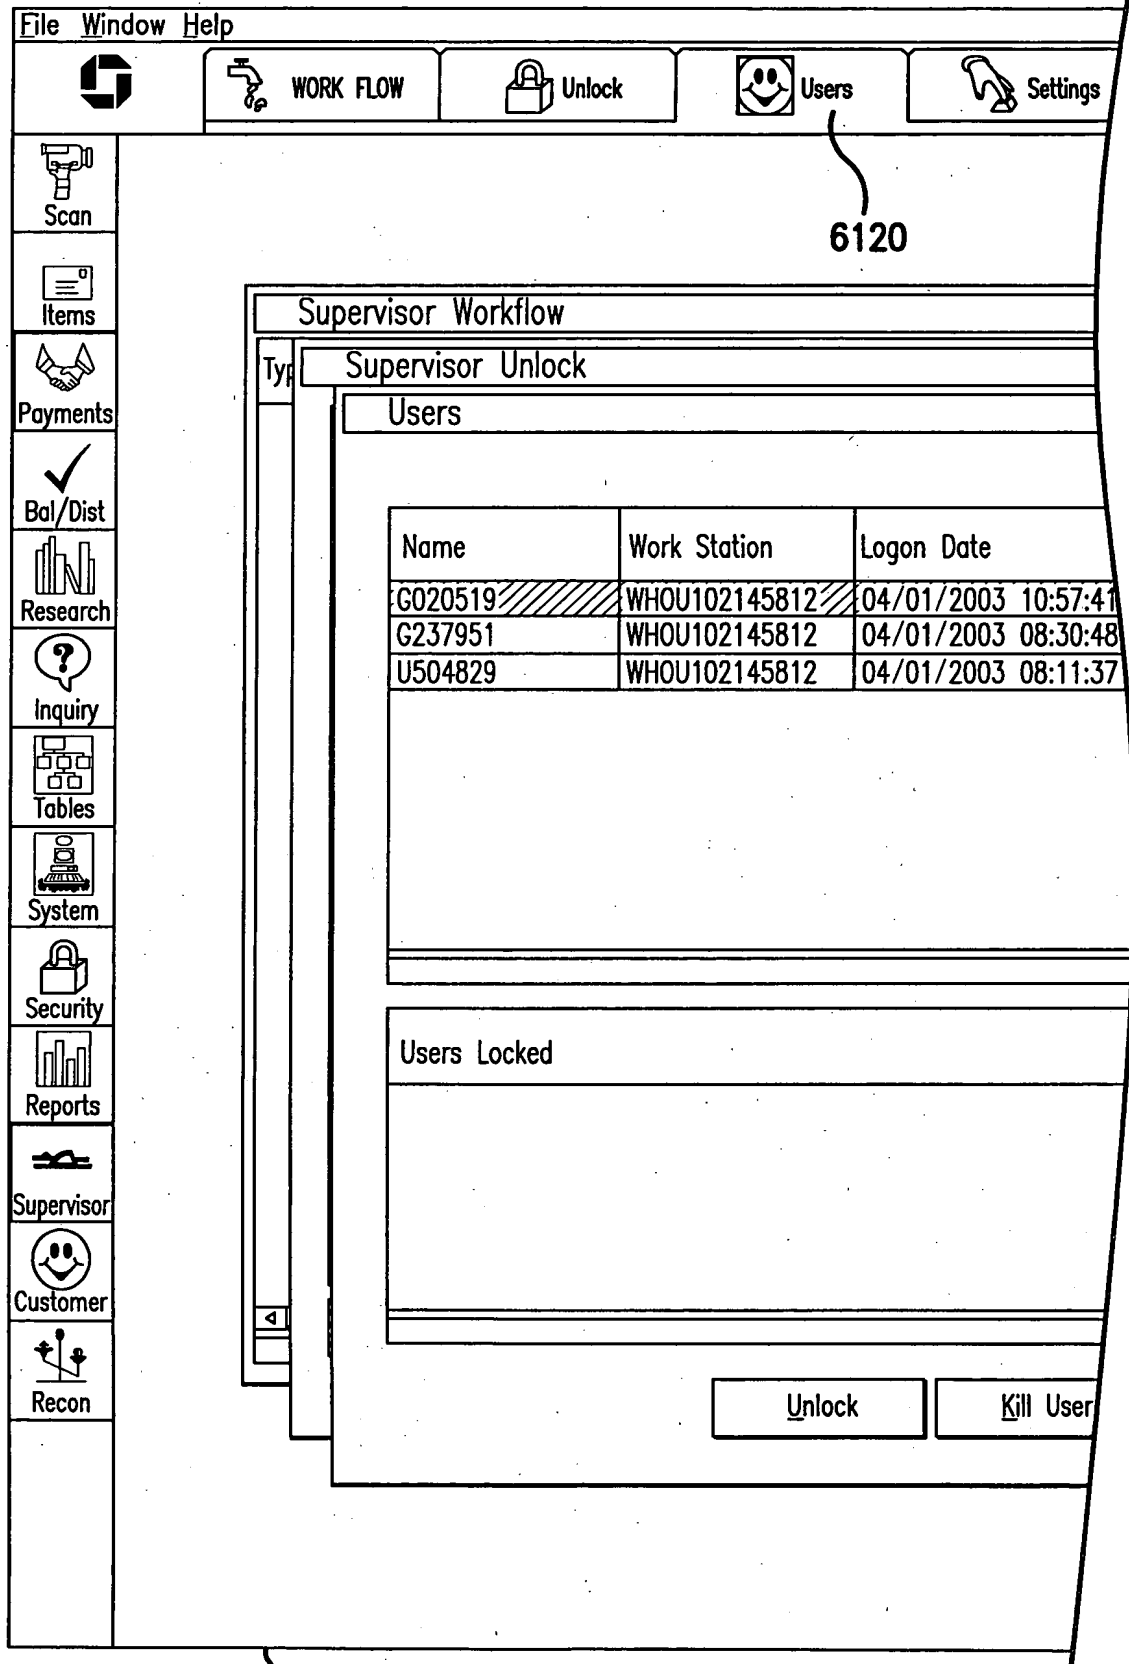 File Window Help
WORK FLOW Unlock Users Settings
6120
Scan
Items
Payments
Bal/Dist
Research
Inquiry
Tables
System
Security
Reports
Supervisor
Customer
Recon
Supervisor Workflow
Typ
Supervisor Unlock
Users
Name Work Station Logon Date
G020519 WHOU102145812 04/01/2003 10:57:41
G237951 WHOU102145812 04/01/2003 08:30:48
U504829 WHOU102145812 04/01/2003 08:11:37
Users Locked
Unlock Kill User